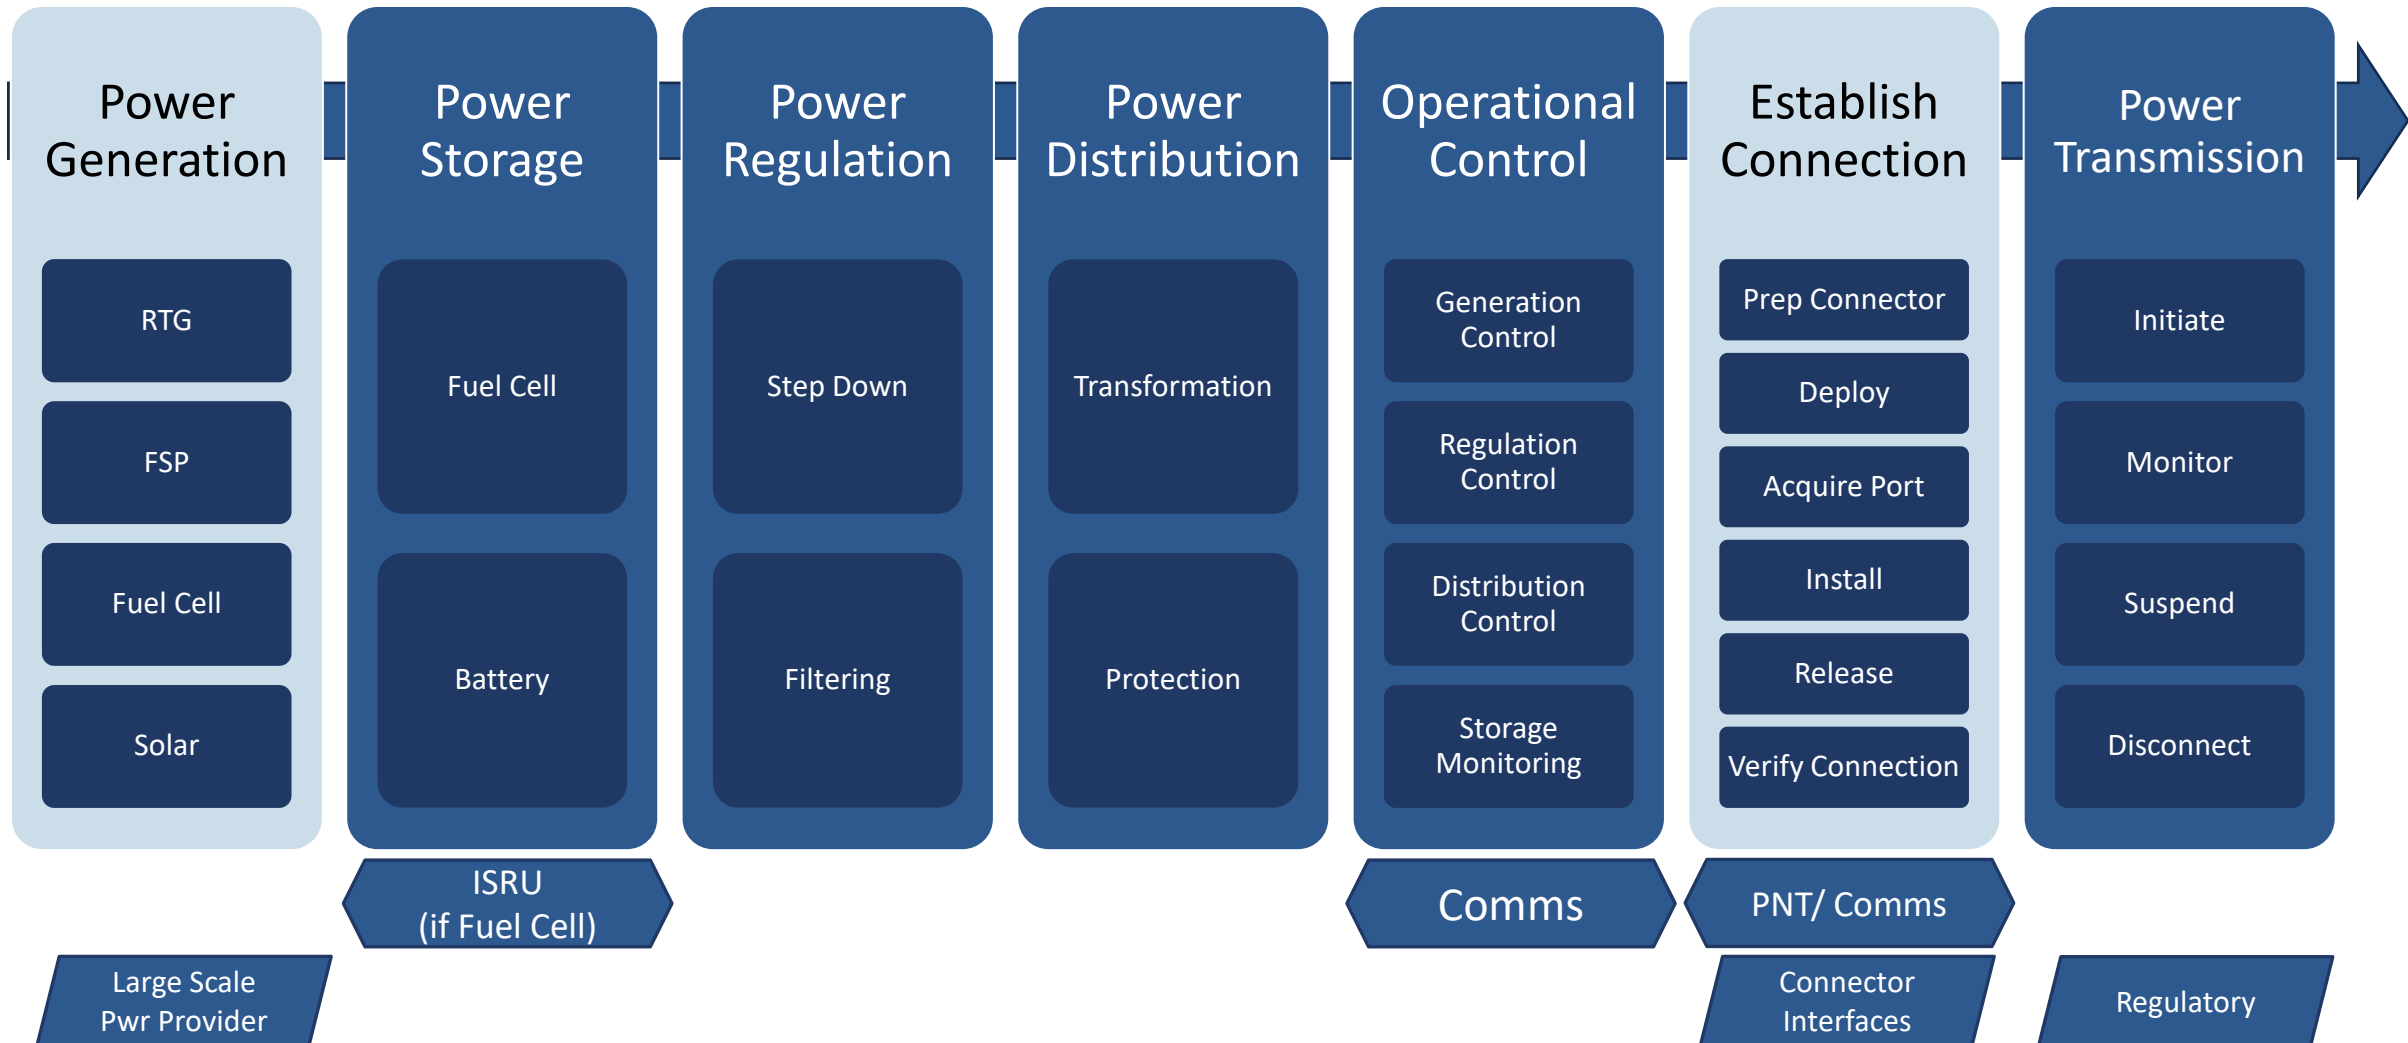 Power
Generation
RTG
FSP
Fuel Cell
Solar
Large Scale
Pwr Provider
Power
Storage
Fuel Cell
Battery
ISRU
(if Fuel Cell)
Power
Regulation
Step Down
Filtering
Power
Distribution
Transformation
Protection
Operational
Control
Generation
Control
Regulation
Control
Distribution
Control
Storage
Monitoring
Comms
Establish
Connection
Prep Connector
Deploy
Acquire Port
Install
Release
Verify Connection
PNT/ Comms
Connector
Interfaces
Power
Transmission
Initiate
Monitor
Suspend
Disconnect
Regulatory